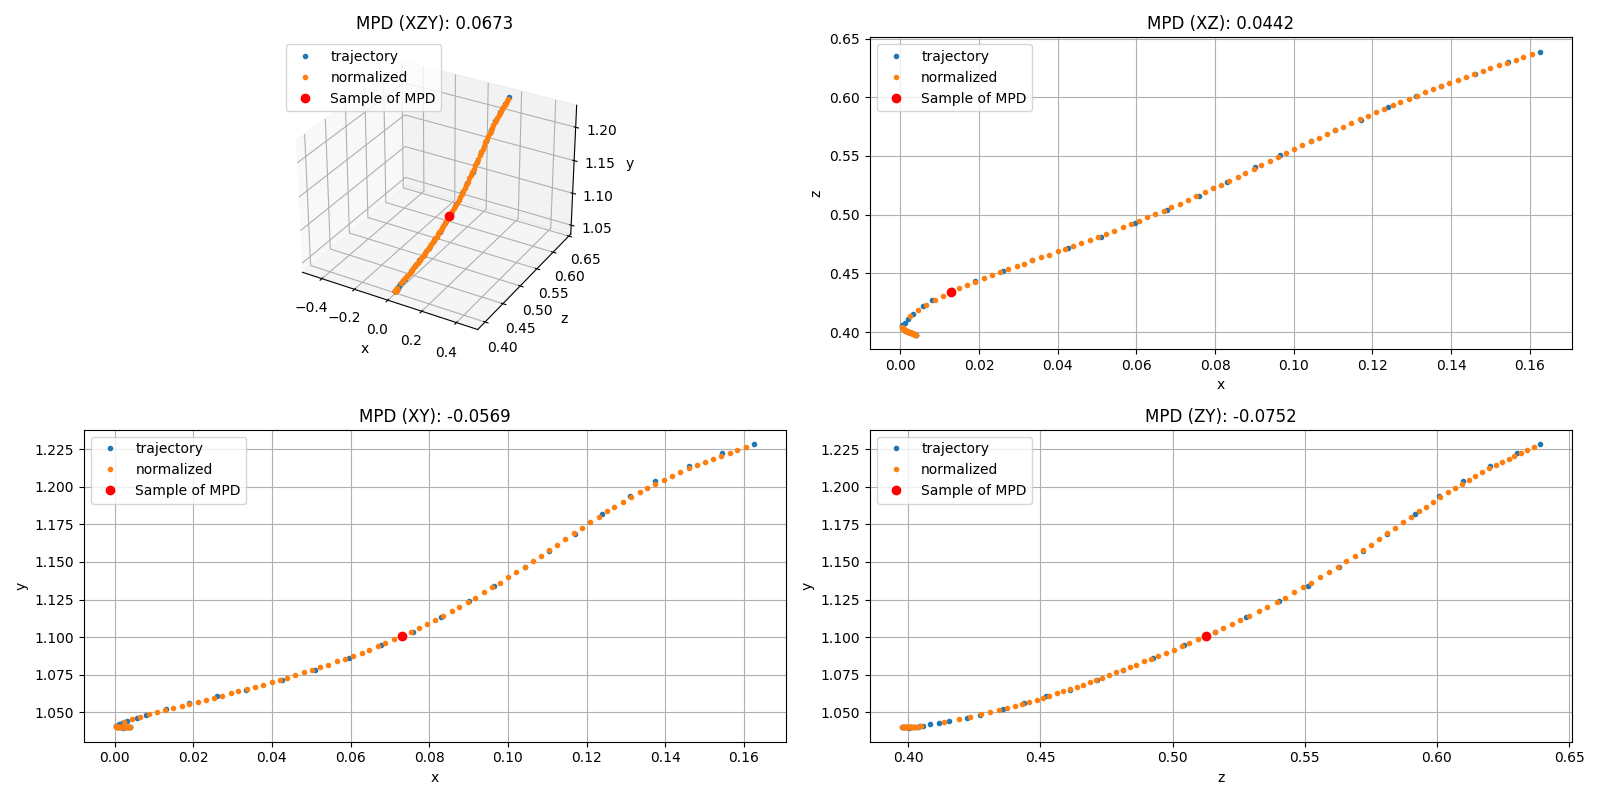 MPD (XZY): 0.0673
trajectory
normalized
Sample of MPD
1.20
1.15
1.10
1.05
y
0.65
0.60
0.55
0.50
0.45
0.40
z
−0.4
−0.2
0.0
0.2
0.4
x
MPD (XZ): 0.0442
trajectory
normalized
Sample of MPD
0.65
0.60
0.55
0.50
0.45
0.40
z
0.00 0.02 0.04 0.06 0.08 0.10 0.12 0.14 0.16
x
MPD (XY): -0.0569
trajectory
normalized
Sample of MPD
1.225
1.200
1.175
1.150
1.125
1.100
1.075
1.050
y
0.00 0.02 0.04 0.06 0.08 0.10 0.12 0.14 0.16
x
MPD (ZY): -0.0752
trajectory
normalized
Sample of MPD
1.225
1.200
1.175
1.150
1.125
1.100
1.075
1.050
y
0.40 0.45 0.50 0.55 0.60 0.65
z